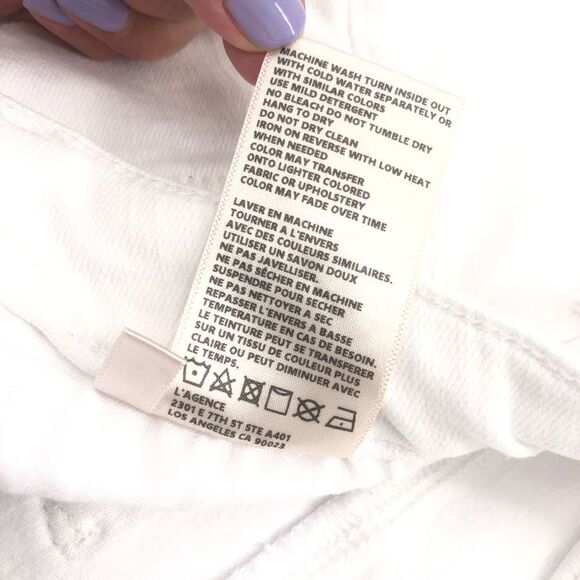 MACHINE WASH TURN INSIDE OUT
WITH COLD WATER SEPARATELY OR
WITH SIMILAR COLORS
USE MILD DETERGENT
NO BLEACH DO NOT TUMBLE DRY
HANG TO DRY
DO NOT DRY CLEAN
IRON ON REVERSE WITH LOW HEAT
WHEN NEEDED
COLOR MAY TRANSFER
ONTO LIGHTER COLORED
FABRIC OR UPHOLSTERY
COLOR MAY FADE OVER TIME
LAVER EN MACHINE
TOURNER A L'ENVERS
AVEC DES COULEURS SIMILAIRES.
UTILISER UN SAVON DOUX
NE PAS JAVELLISER.
NE PAS SÉCHER EN MACHINE
SUSPENDRE POUR SECHER
NE PAS NETTOYER A SEC
REPASSER L'ENVERS A BASSE
TEMPERATURE EN CAS DE BESOIN.
LE TEINTURE PEUT SE TRANSFERER
SUR UN TISSU DE COULEUR PLUS
CLAIRE OU PEUT DIMINUER AVEC
LE TEMPS.
L'AGENCE
2301 E 7TH ST STE A401
LOS ANGELES CA 90023